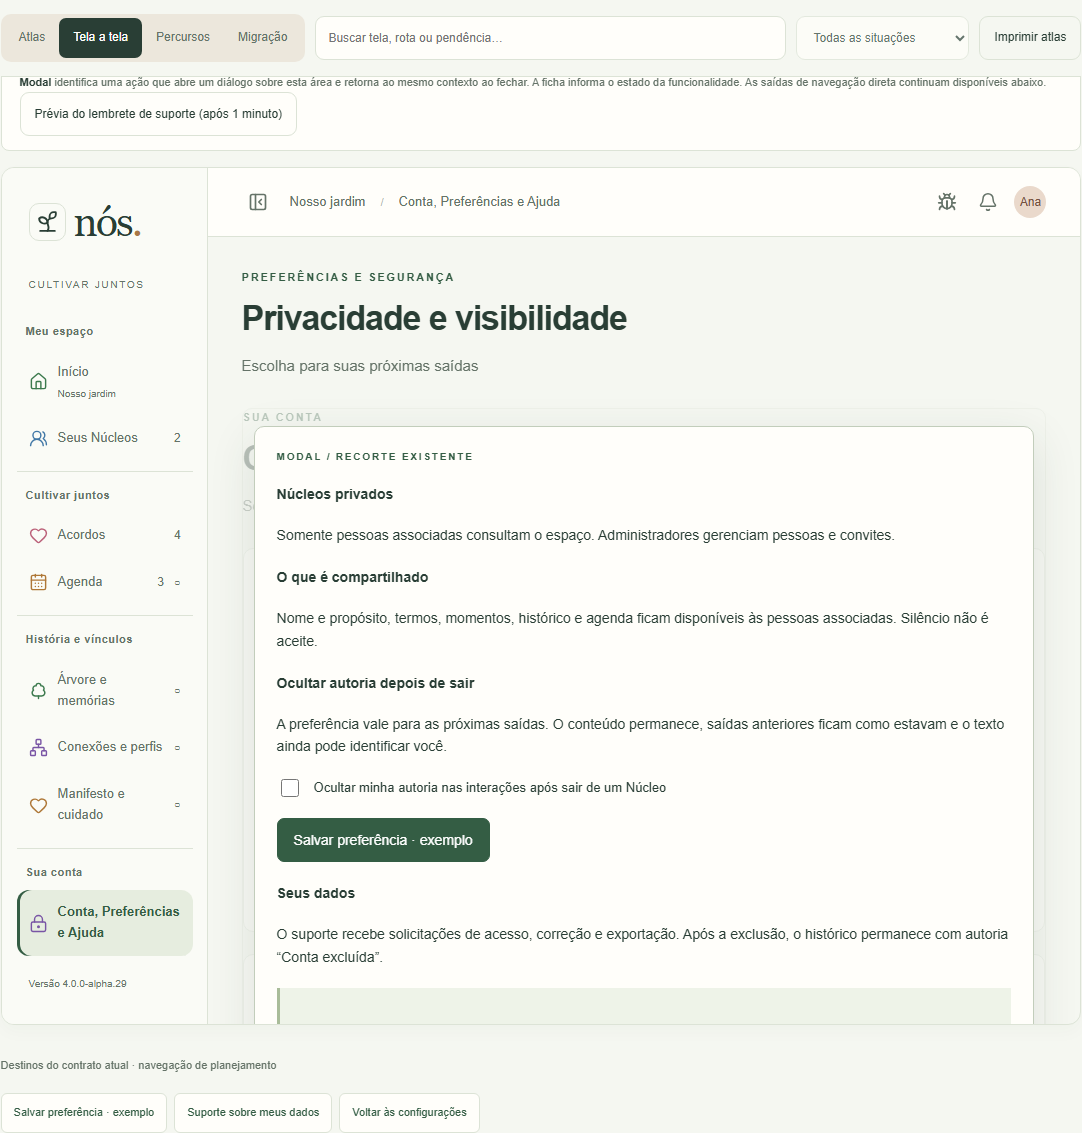 Atlas
Tela a tela
Percursos
Migração
Buscar tela, rota ou pendência...
Todas as situações
Imprimir atlas
Modal identifica uma ação que abre um diálogo sobre esta área e retorna ao mesmo contexto ao fechar. A ficha informa o estado da funcionalidade. As saídas de navegação direta continuam disponíveis abaixo.
Prévia do lembrete de suporte (após 1 minuto)
nós.
CULTIVAR JUNTOS
Meu espaço
Início
Nosso jardim
Seus Núcleos 2
Cultivar juntos
Acordos 4
Agenda 3
História e vínculos
Árvore e
memórias
Conexões e perfis
Manifesto e
cuidado
Sua conta
Conta, Preferências
e Ajuda
Versão 4.0.0-alpha.29
Nosso jardim / Conta, Preferências e Ajuda
Ana
PREFERÊNCIAS E SEGURANÇA
Privacidade e visibilidade
Escolha para suas próximas saídas
SUA CONTA
MODAL / RECORTE EXISTENTE
Núcleos privados
Somente pessoas associadas consultam o espaço. Administradores gerenciam pessoas e convites.
O que é compartilhado
Nome e propósito, termos, momentos, histórico e agenda ficam disponíveis às pessoas associadas. Silêncio não é
aceite.
Ocultar autoria depois de sair
A preferência vale para as próximas saídas. O conteúdo permanece, saídas anteriores ficam como estavam e o texto
ainda pode identificar você.
Ocultar minha autoria nas interações após sair de um Núcleo
Salvar preferência · exemplo
Seus dados
O suporte recebe solicitações de acesso, correção e exportação. Após a exclusão, o histórico permanece com autoria
“Conta excluída”.
Destinos do contrato atual · navegação de planejamento
Salvar preferência · exemplo
Suporte sobre meus dados
Voltar às configurações